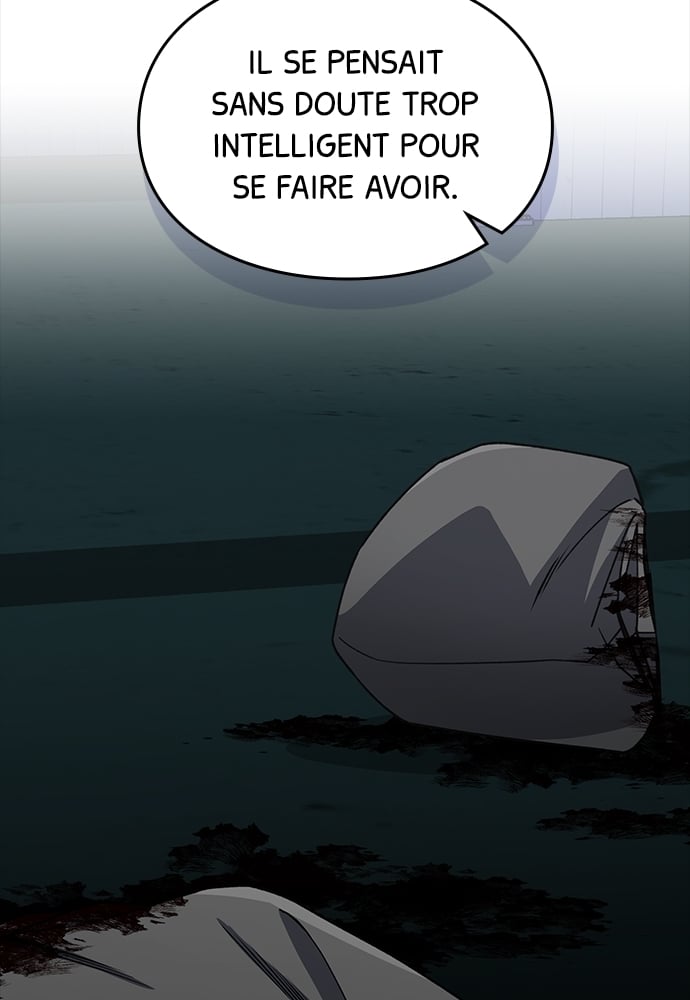 IL SE PENSAIT
SANS DOUTE TROP
INTELLIGENT POUR
SE FAIRE AVOIR.